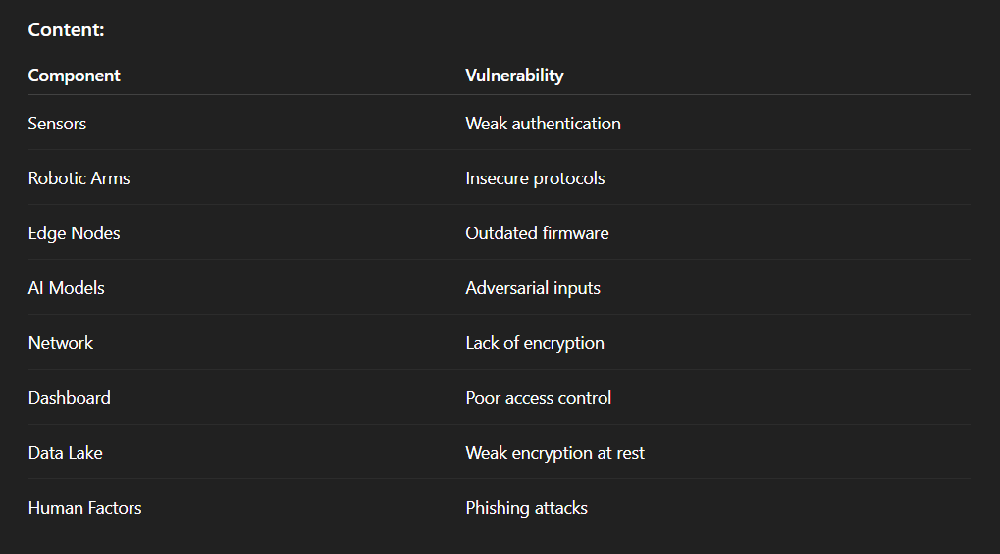 Content:
Component Vulnerability
Sensors Weak authentication
Robotic Arms Insecure protocols
Edge Nodes Outdated firmware
AI Models Adversarial inputs
Network Lack of encryption
Dashboard Poor access control
Data Lake Weak encryption at rest
Human Factors Phishing attacks